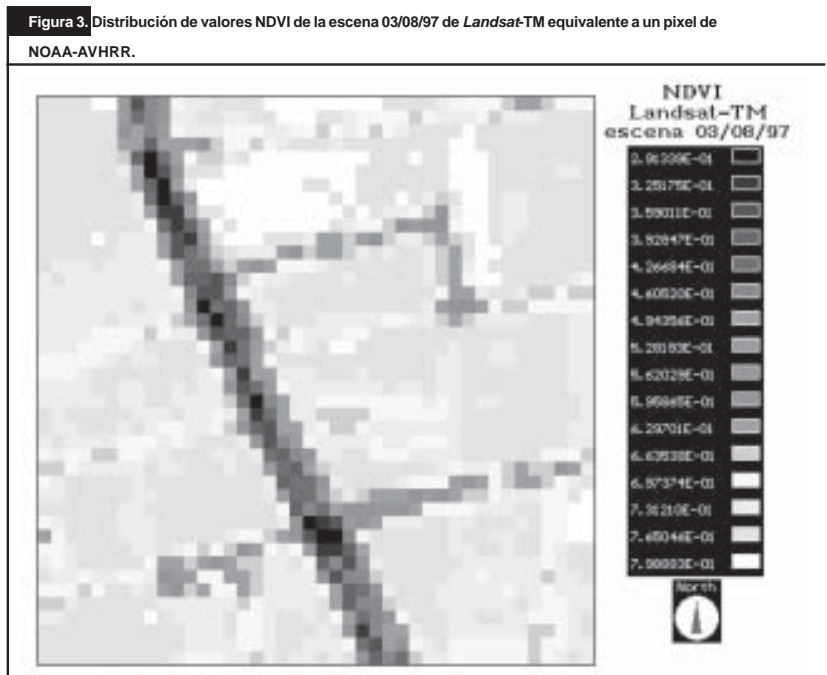 Figura 3. Distribución de valores NDVI de la escena 03/08/97 de Landsat-TM equivalente a un pixel de
NOAA-AVHRR.
NDVI
Landsat-TM
escena 03/08/97
3.25175E-01
3.59011E-01
3.92847E-01
4.26684E-01
4.60520E-01
4.94356E-01
5.28193E-01
5.62029E-01
5.95865E-01
6.29701E-01
6.63538E-01
6.97374E-01
7.31210E-01
7.65046E-01
7.98883E-01
North